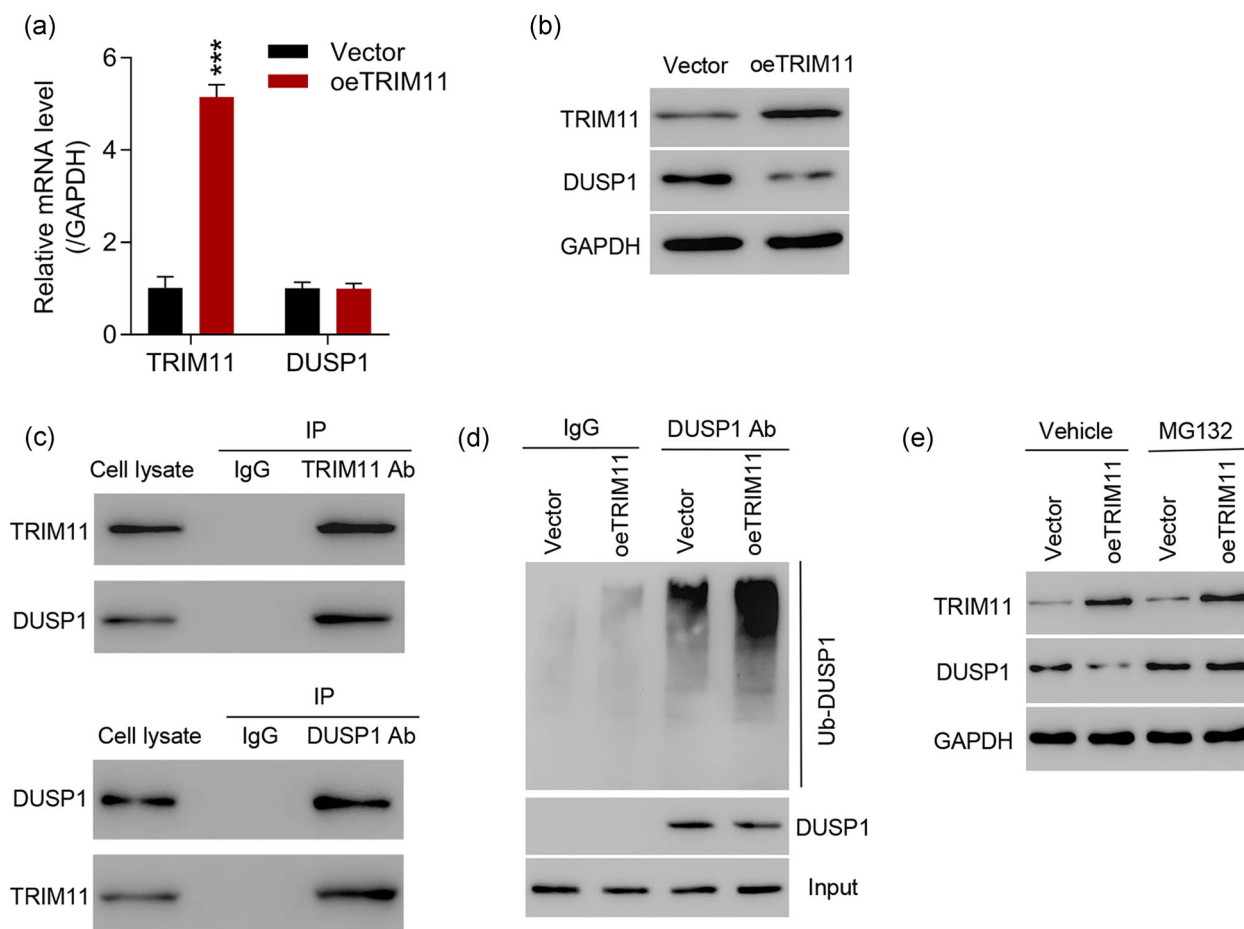 (a)
Relative mRNA level
(/GAPDH)
6
4
2
0
***
Vector
oeTRIM11
TRIM11 DUSP1
(b)
Vector oeTRIM11
TRIM11
DUSP1
GAPDH
(c)
IP
Cell lysate IgG TRIM11 Ab
TRIM11
DUSP1
IP
Cell lysate IgG DUSP1 Ab
DUSP1
TRIM11
(d)
IgG DUSP1 Ab
Vector oeTRIM11 Vector oeTRIM11
Ub-DUSP1
DUSP1
Input
(e)
Vehicle MG132
Vector oeTRIM11 Vector oeTRIM11
TRIM11
DUSP1
GAPDH